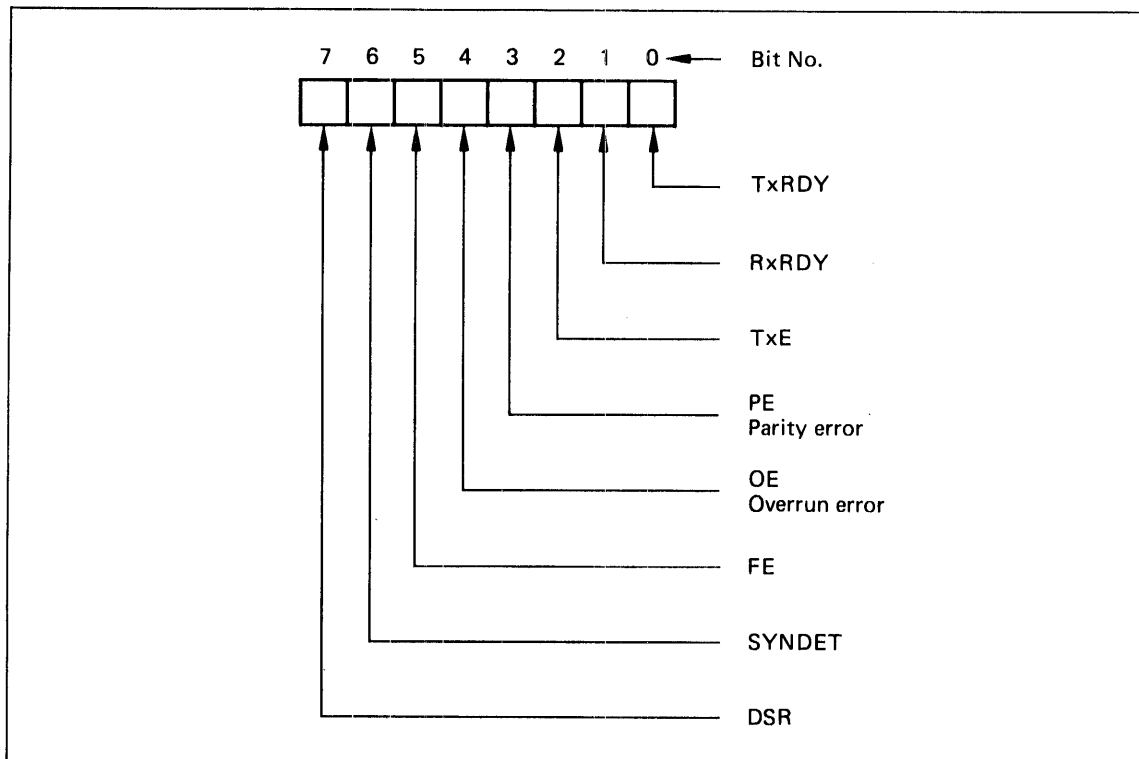 7 6 5 4 3 2 1 0 Bit No.
TxRDY
RxRDY
TxE
PE
Parity error
OE
Overrun error
FE
SYNDET
DSR